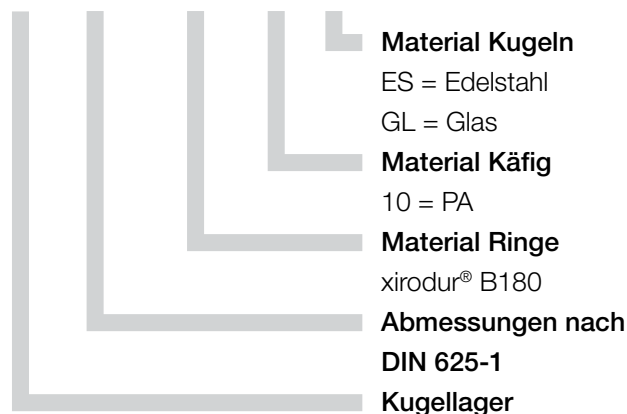 Material Kugeln
ES = Edelstahl
GL = Glas
Material Käfig
10 = PA
Material Ringe
xirodur® B180
Abmessungen nach
DIN 625-1
Kugellager